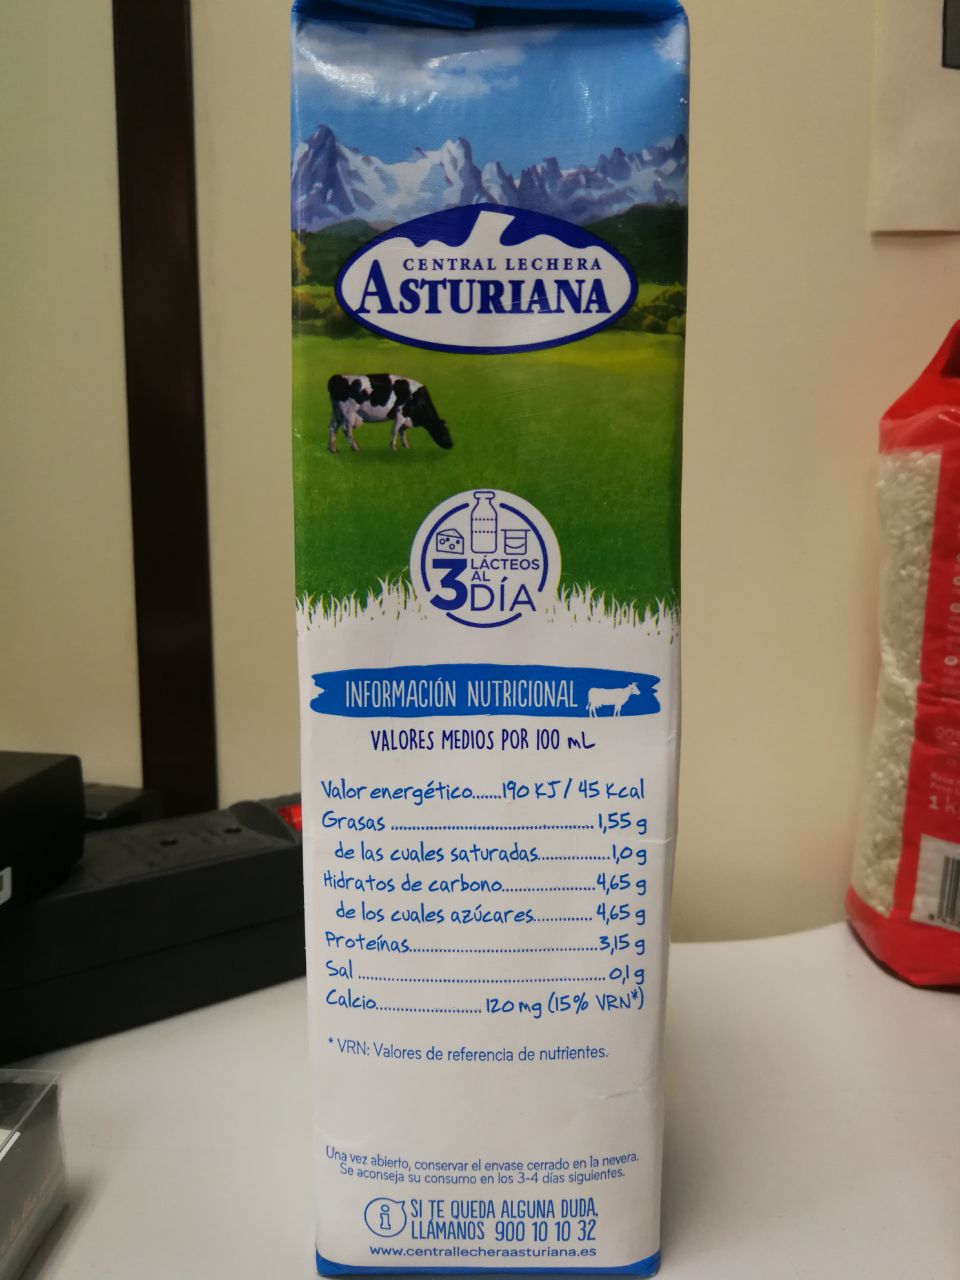 CENTRAL LECHERA
ASTURIANA
3 LÁCTEOS
AL
DÍA
INFORMACIÓN NUTRICIONAL
VALORES MEDIOS POR 100 mL
Valor energético.......190 KJ / 45 Kcal
Grasas .................................................. 1,55 g
de las cuales saturadas..................1,0 g
Hidratos de carbono.......................4,65 g
de los cuales azúcares............... 4,65 g
Proteínas..............................................3,15 g
Sal .............................................................. 0,1 g
Calcio.......................... 120 mg (15% VRN*)
* VRN: Valores de referencia de nutrientes.
Una vez abierto, conservar el envase cerrado en la nevera.
Se aconseja su consumo en los 3-4 días siguientes.
i SI TE QUEDA ALGUNA DUDA,
LLÁMANOS 900 10 10 32
www.centrallecheraasturiana.es